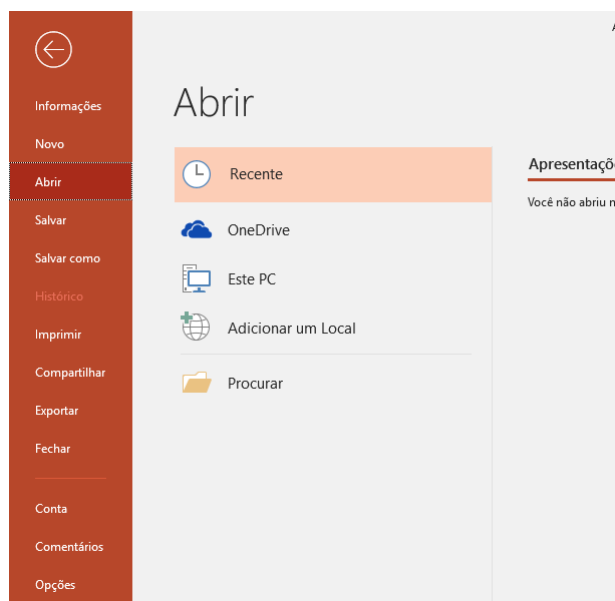 Informações
Novo
Abrir
Salvar
Salvar como
Histórico
Imprimir
Compartilhar
Exportar
Fechar
Conta
Comentários
Opções
Abrir
Recente
OneDrive
Este PC
Adicionar um Local
Procurar
Você não abriu